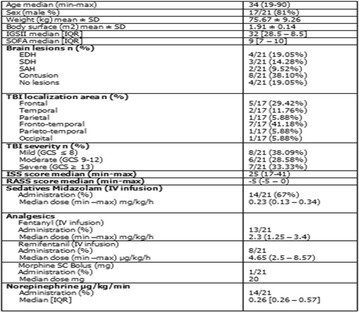 Age median (min-max) 34 (19-90)
Sex (male %) 17/21 (81%)
Weight (kg) mean ± SD 75.67 ± 9.26
Body surface (m2) mean ± SD 1.91 ± 0.14
IGSII median [IQR] 32 [28.5 – 8.5]
SOFA median [IQR] 9 [7 – 10]
Brain lesions n (%)
EDH 4/21 (19.05%)
SDH 3/21 (14.28%)
SAH 2/21 (9.52%)
Contusion 8/21 (38.10%)
No lesions 4/21 (19.05%)
TBI localization area n (%)
Frontal 5/17 (29.42%)
Temporal 2/17 (11.76%)
Parietal 1/17 (5.88%)
Fronto-temporal 7/17 (41.18%)
Parieto-temporal 1/17 (5.88%)
Occipital 1/17 (5.88%)
TBI severity n (%)
Mild (GCS ≤ 8) 8/21 (38.09%)
Moderate (GCS 9-12) 6/21 (28.58%)
Severe (GCS ≥ 13) 7/21 (33.33%)
ISS score median (min-max) 25 (17-41)
RASS score median (min-max) -5 (-5 – 0)
Sedatives Midazolam (IV infusion)
Administration (%) 14/21 (67%)
Median dose (min –max) mg/kg/h 0.23 (0.13 – 0.34)
Analgesics
Fentanyl (IV infusion)
Administration (%) 13/21
Median dose (min –max) mg/kg/h 2.3 (1.25 – 3.4)
Remifentanil (IV infusion)
Administration (%) 8/21
Median dose (min –max) µg/kg/h 4.65 (2.5 – 8.57)
Morphine SC Bolus (mg)
Administration (%) 1/21
Median dose mg 20
Norepinephrine µg/kg/min
Administration (%) 14/21
Median [IQR] 0.26 [0.26 – 0.57]